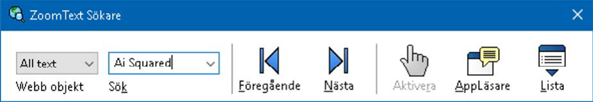 ZoomText Sökare
All text
Ai Squared
Webb objekt
Sök
Föregående
Nästa
Aktivera
AppLäsare
Lista